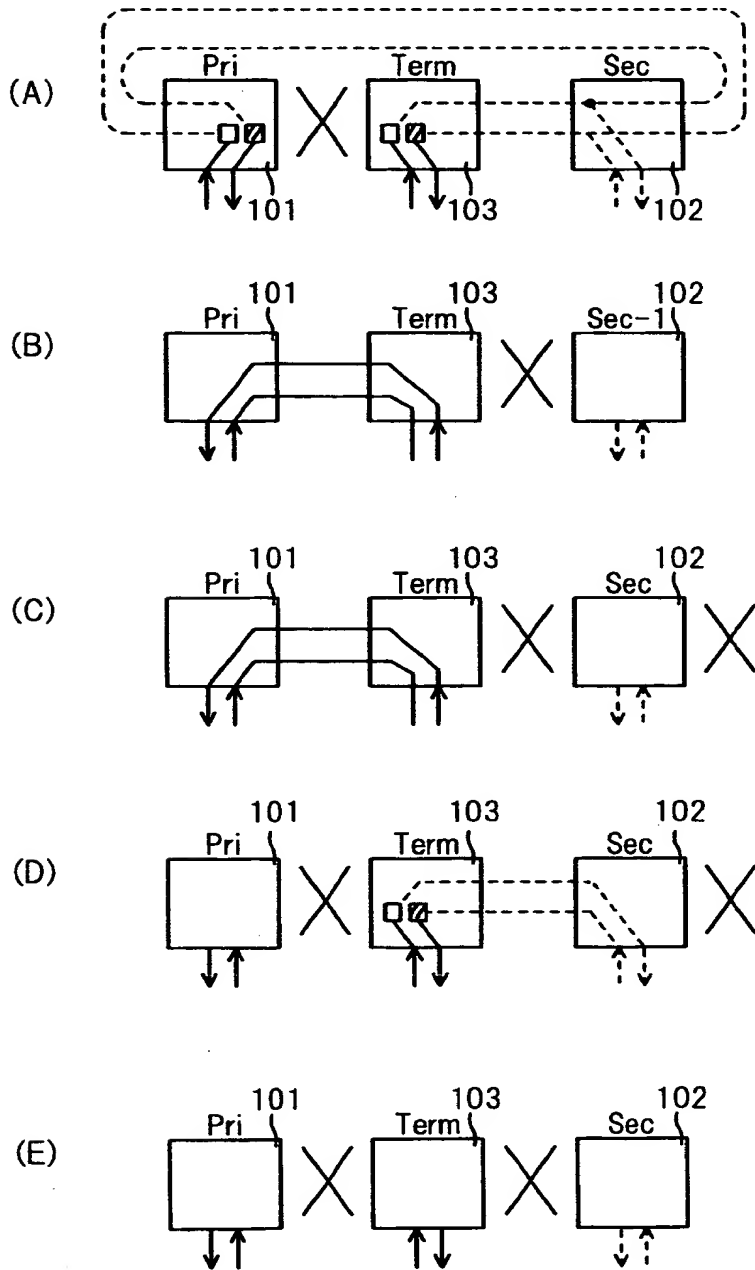 (A)
Pri Term Sec
101 103 102
(B)
101 103 102
Pri Term Sec-1
(C)
101 103 102
Pri Term Sec
(D)
101 103 102
Pri Term Sec
(E)
101 103 102
Pri Term Sec